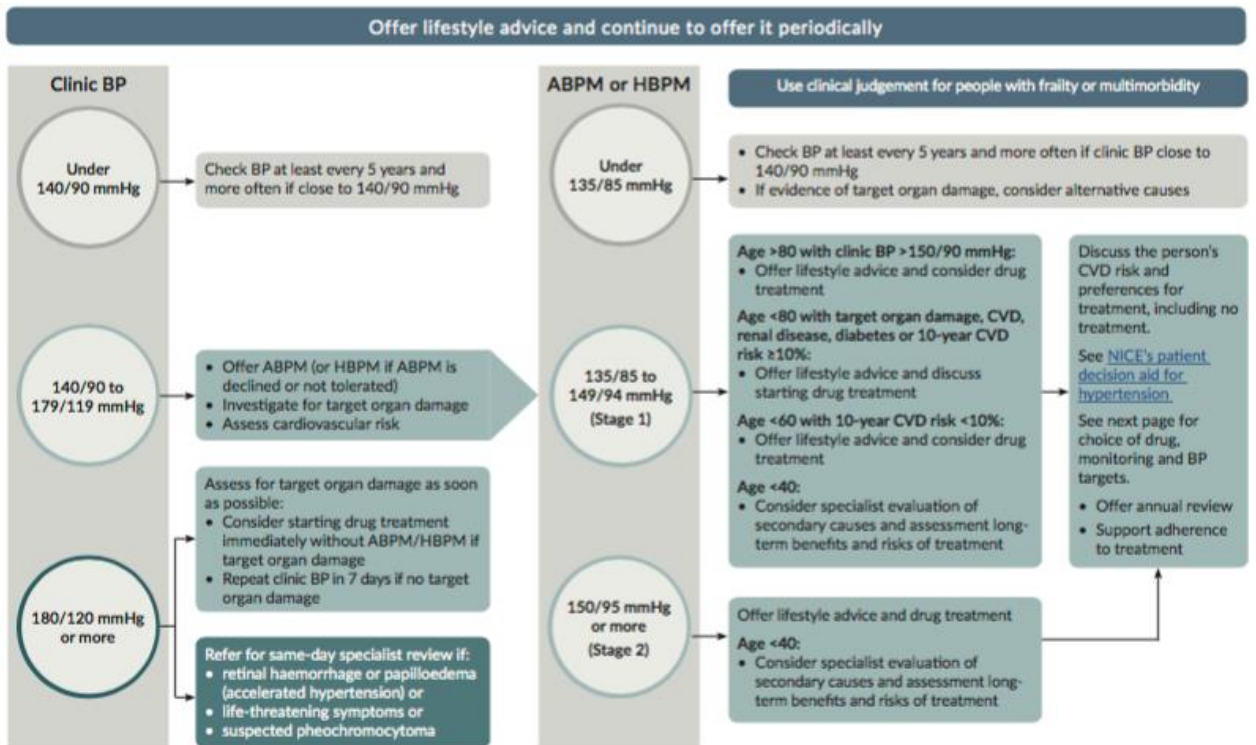 Offer lifestyle advice and continue to offer it periodically
Clinic BP
Under
140/90 mmHg
Check BP at least every 5 years and
more often if close to 140/90 mmHg
140/90 to
179/119 mmHg
• Offer ABPM (or HBPM if ABPM is
declined or not tolerated)
• Investigate for target organ damage
• Assess cardiovascular risk
180/120 mmHg
or more
Assess for target organ damage as soon
as possible:
• Consider starting drug treatment
immediately without ABPM/HBPM if
target organ damage
• Repeat clinic BP in 7 days if no target
organ damage
Refer for same-day specialist review if:
• retinal haemorrhage or papilloedema
(accelerated hypertension) or
• life-threatening symptoms or
• suspected pheochromocytoma
ABPM or HBPM
Use clinical judgement for people with frailty or multimorbidity
Under
135/85 mmHg
• Check BP at least every 5 years and more often if clinic BP close to
140/90 mmHg
• If evidence of target organ damage, consider alternative causes
135/85 to
149/94 mmHg
(Stage 1)
Age >80 with clinic BP >150/90 mmHg:
• Offer lifestyle advice and consider drug
treatment
Age <80 with target organ damage, CVD,
renal disease, diabetes or 10-year CVD
risk ≥10%:
• Offer lifestyle advice and discuss
starting drug treatment
Age <60 with 10-year CVD risk <10%:
• Offer lifestyle advice and consider drug
treatment
Age <40:
• Consider specialist evaluation of
secondary causes and assessment long-
term benefits and risks of treatment
Discuss the person's
CVD risk and
preferences for
treatment, including no
treatment.
See NICE's patient
decision aid for
hypertension
See next page for
choice of drug,
monitoring and BP
targets.
• Offer annual review
• Support adherence
to treatment
150/95 mmHg
or more
(Stage 2)
Offer lifestyle advice and drug treatment
Age <40:
• Consider specialist evaluation of
secondary causes and assessment long-
term benefits and risks of treatment